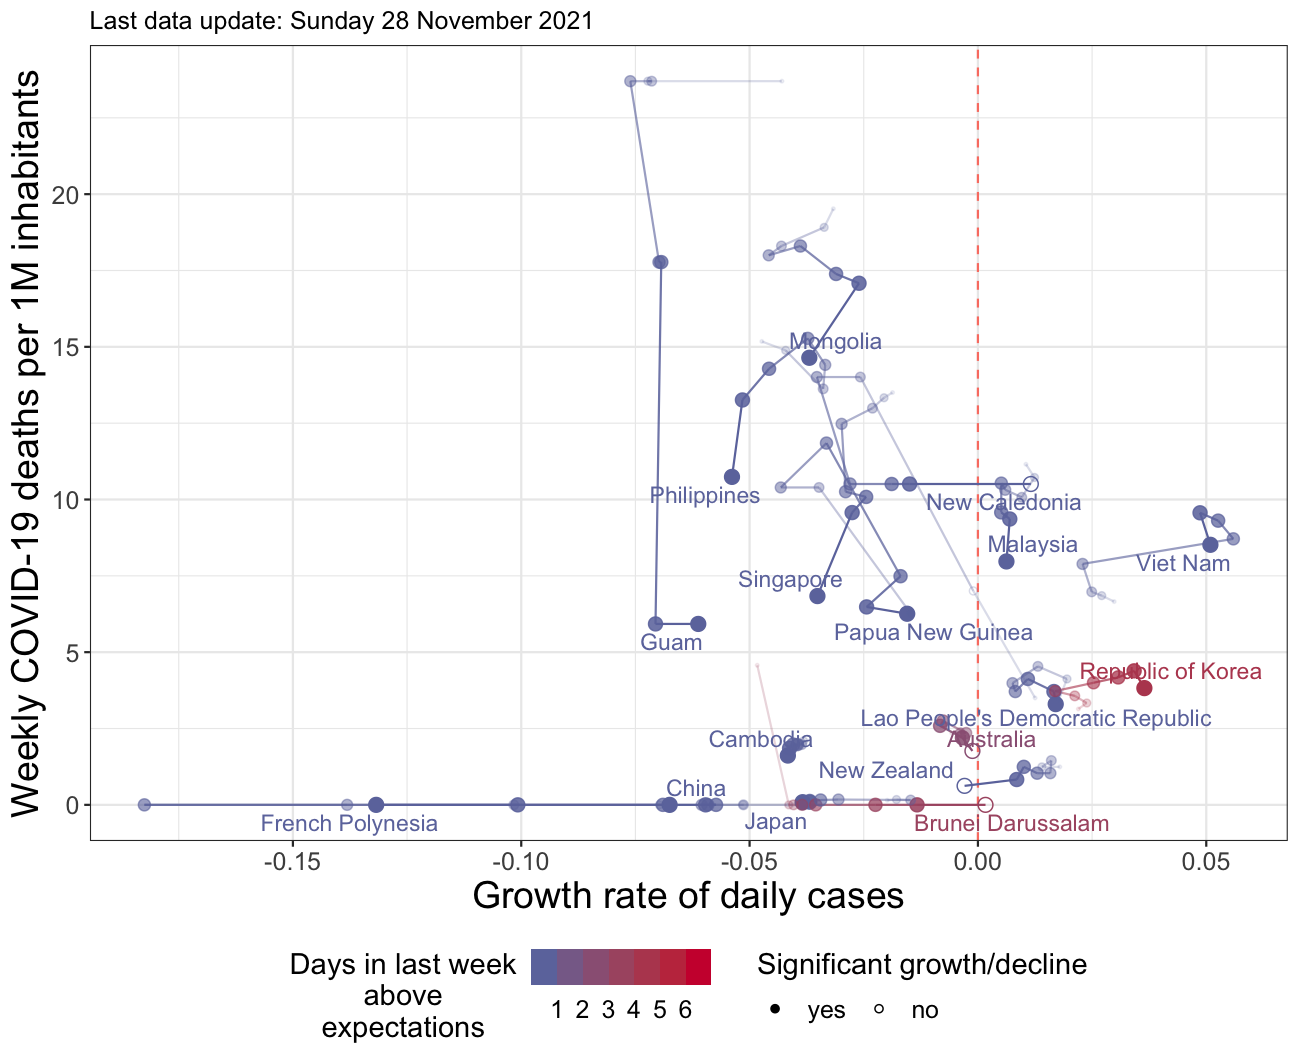 Last data update: Sunday 28 November 2021
Weekly COVID-19 deaths per 1M inhabitants
20
15
10
5
0
Mongolia
Philippines
New Caledonia
Malaysia
Viet Nam
Singapore
Papua New Guinea
Guam
Republic of Korea
Lao People's Democratic Republic
Cambodia
Australia
New Zealand
China
French Polynesia
Japan
Brunei Darussalam
-0.15
-0.10
-0.05
0.00
0.05
Growth rate of daily cases
Days in last week
above
expectations
1 2 3 4 5 6
Significant growth/decline
yes
no